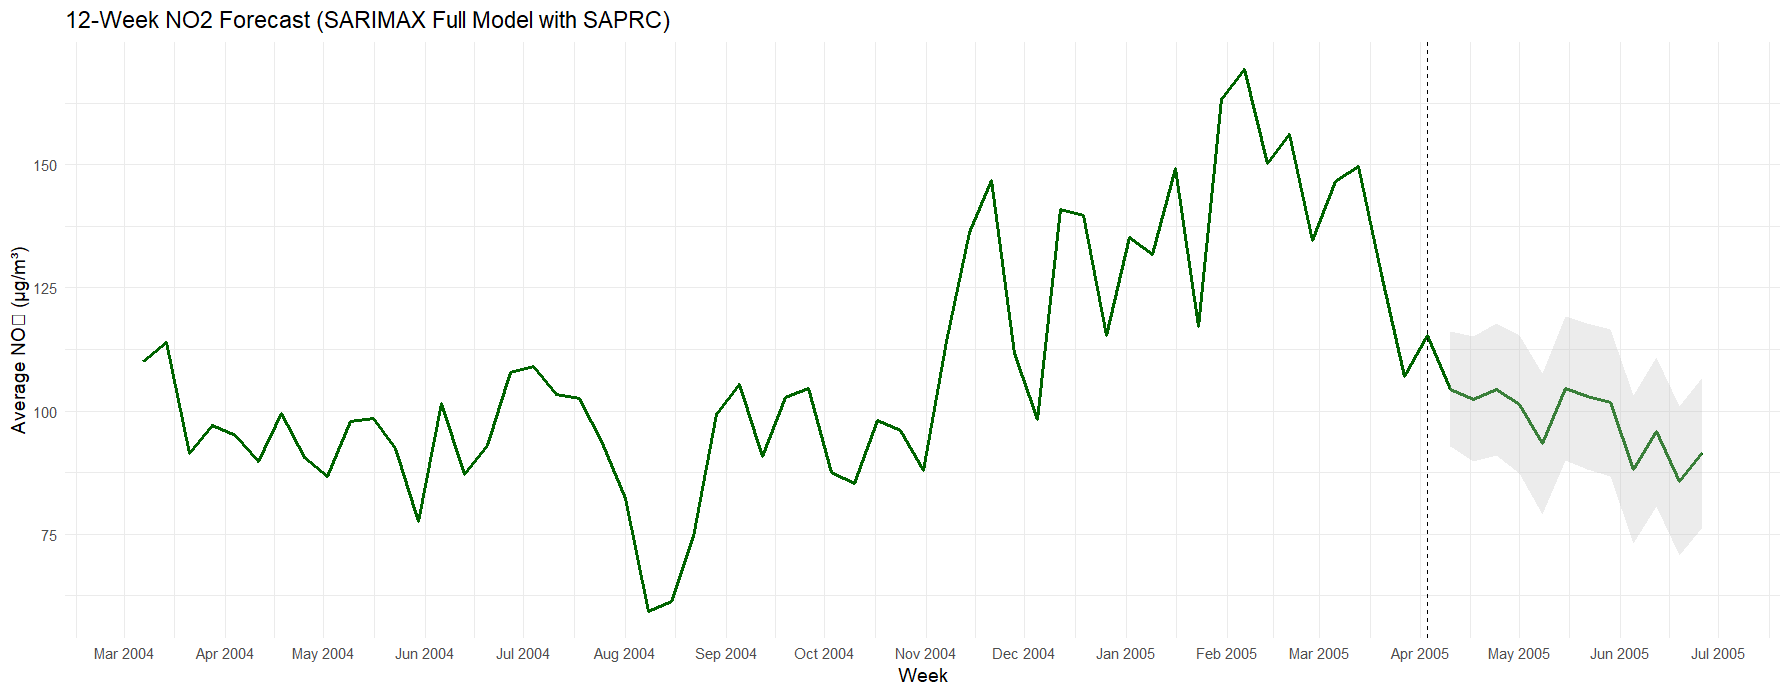 12-Week NO2 Forecast (SARIMAX Full Model with SAPRC)
Average NO□ (µg/m³)
150
125
100
75
Mar 2004 Apr 2004 May 2004 Jun 2004 Jul 2004 Aug 2004 Sep 2004 Oct 2004 Nov 2004 Dec 2004 Jan 2005 Feb 2005 Mar 2005 Apr 2005 May 2005 Jun 2005 Jul 2005
Week